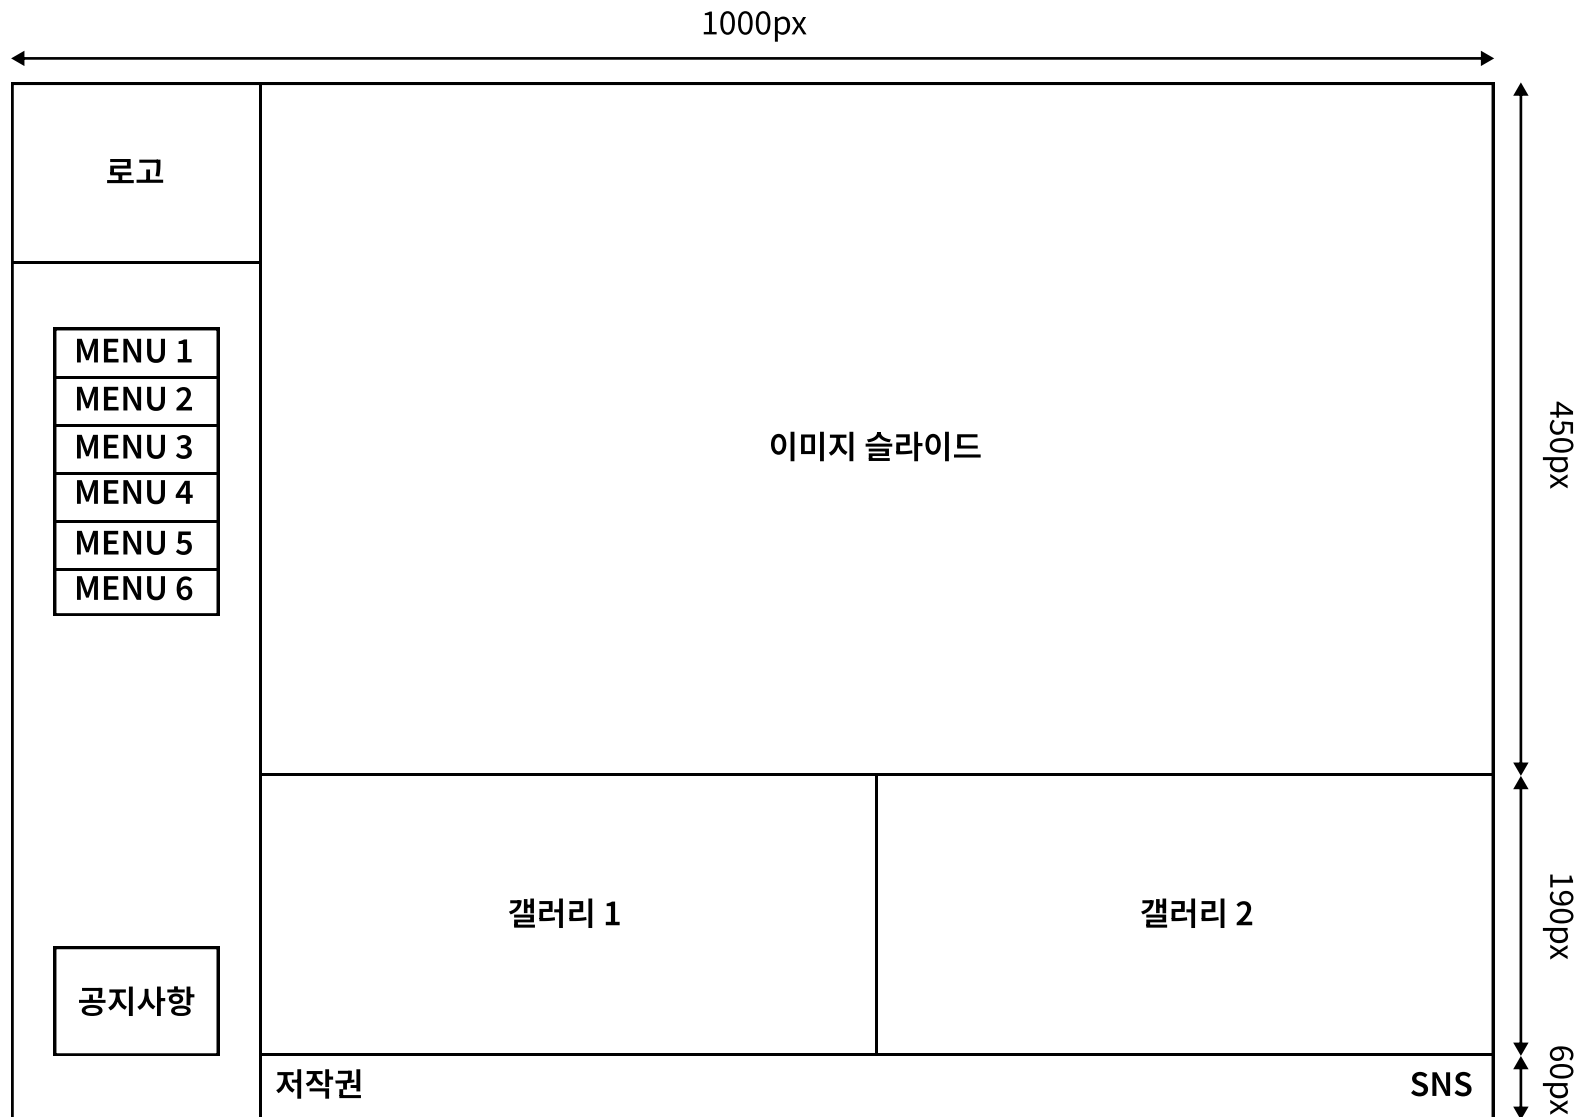 1000px
로고
MENU 1
MENU 2
MENU 3
MENU 4
MENU 5
MENU 6
이미지 슬라이드
450px
갤러리 1
갤러리 2
190px
공지사항
저작권
SNS
60px